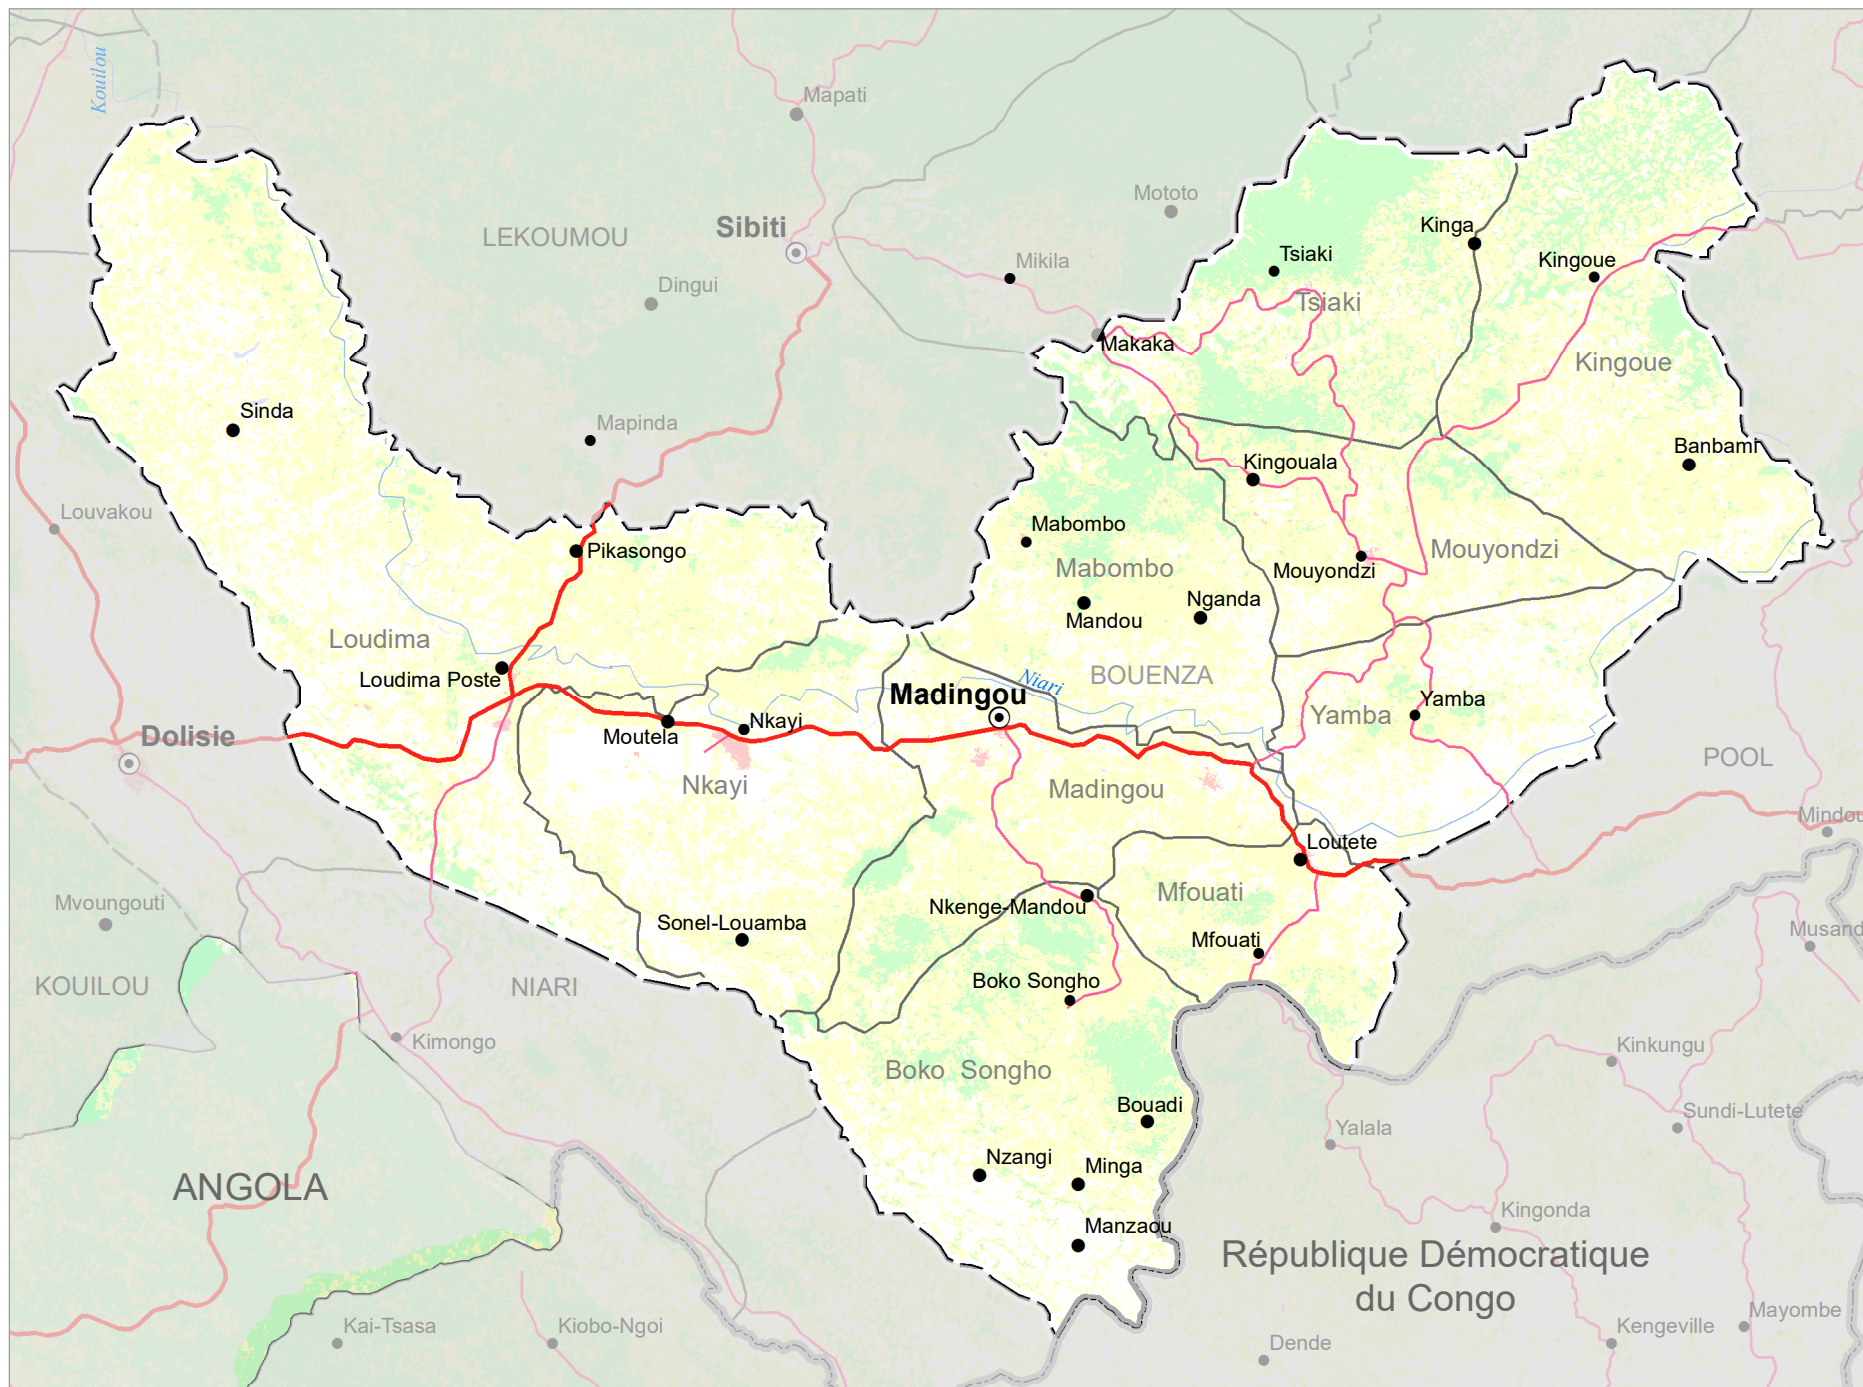 Kouilou
Mapati
Mototo
Sibiti
LEKOUMOU
Kinga
Tsiaki
Kingoue
Mikila
Dingui
Tsiaki
Makaka
Kingoue
Sinda
Mapinda
Banbami
Kingouala
Louvakou
Mabombo
Pikasongo
Mouyondzi
Mabombo
Mouyondzi
Nganda
Mandou
Loudima
Loudima Poste
Niari
BOUENZA
Madingou
Yamba
Yamba
Nkayi
Moutela
Dolisie
POOL
Nkayi
Madingou
Mindou
Loutete
Mfouati
Mvoungouti
Nkenge-Mandou
Sonel-Louamba
Musand
Mfouati
Boko Songho
KOUILOU
NIARI
Kimongo
Kinkungu
Boko Songho
Bouadi
Sundi-Lutete
Yalala
Nzangi
Minga
ANGOLA
Kingonda
Manzaou
République Démocratique
du Congo
Mayombe
Kai-Tsasa
Kiobo-Ngoi
Kengeville
Dende